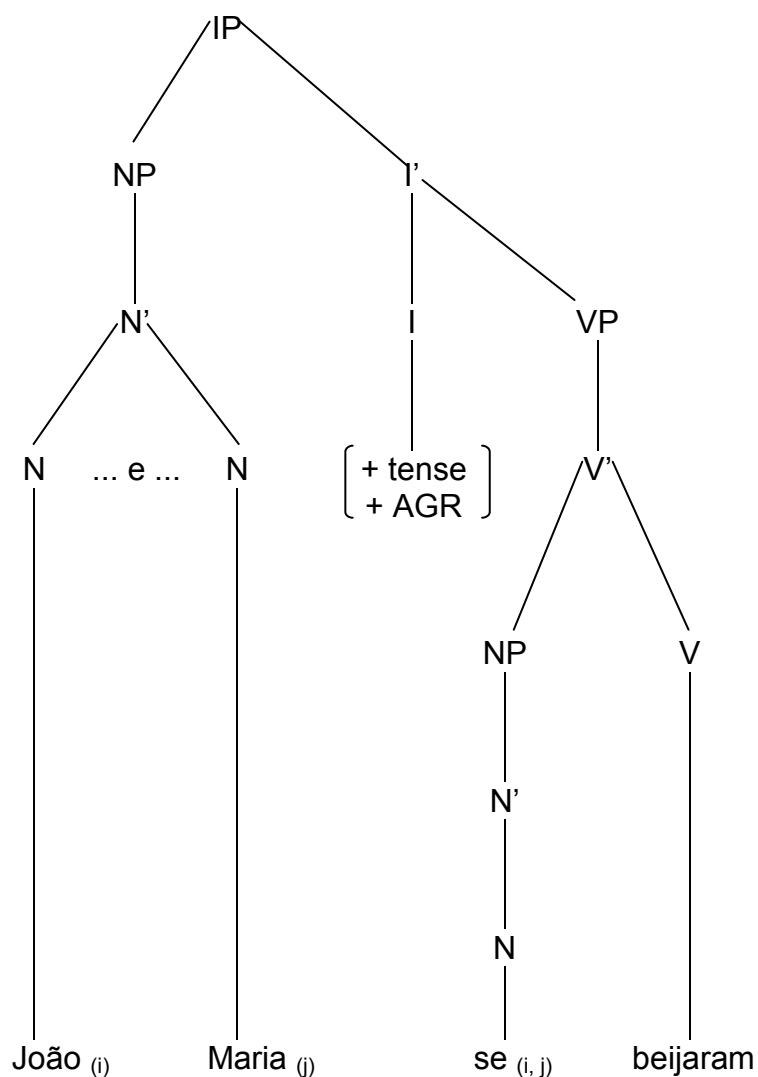 IP
NP I’
N’ I VP
N ... e ... N + tense V’
+ AGR
NP V
N’
N
João (i) Maria (j) se (i, j) beijaram